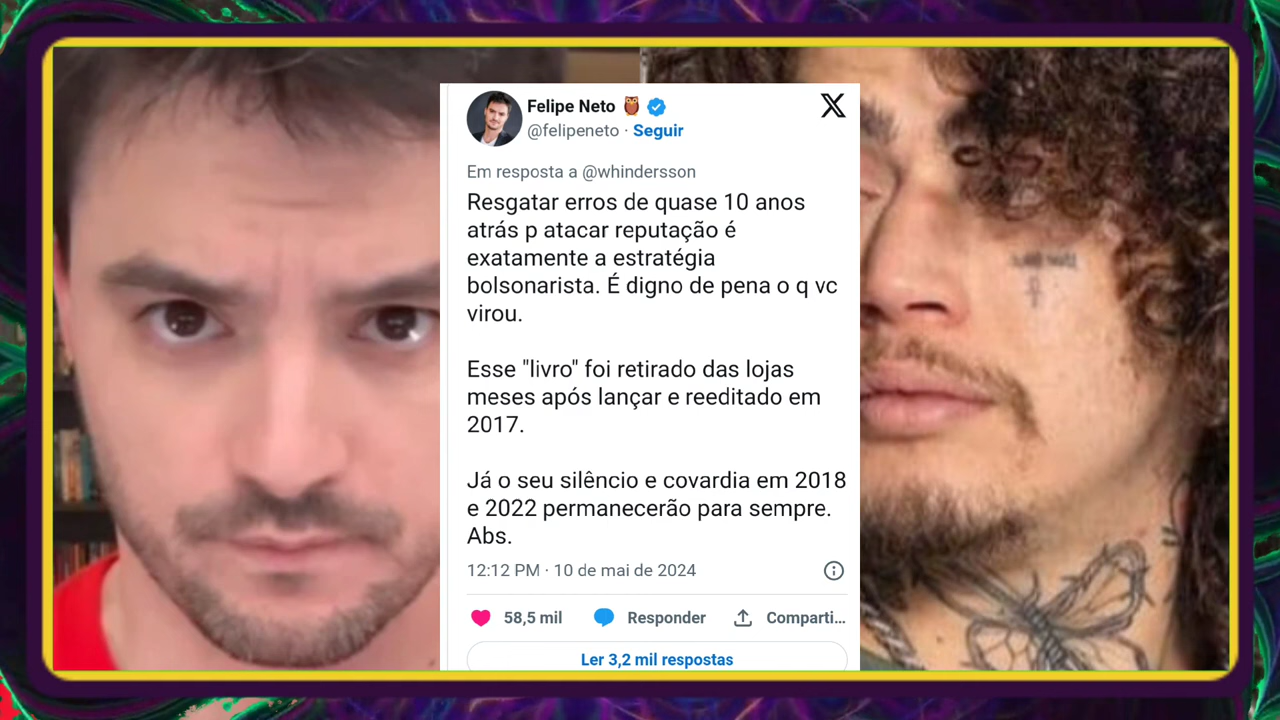 Felipe Neto
@felipeneto · Seguir
Em resposta a @whindersson
Resgatar erros de quase 10 anos
atrás p atacar reputação é
exatamente a estratégia
bolsonarista. É digno de pena o q vc
virou.
Esse "livro" foi retirado das lojas
meses após lançar e reeditado em
2017.
Já o seu silêncio e covardia em 2018
e 2022 permanecerão para sempre.
Abs.
12:12 PM · 10 de mai de 2024
58,5 mil Responder Comparti...
Ler 3,2 mil respostas